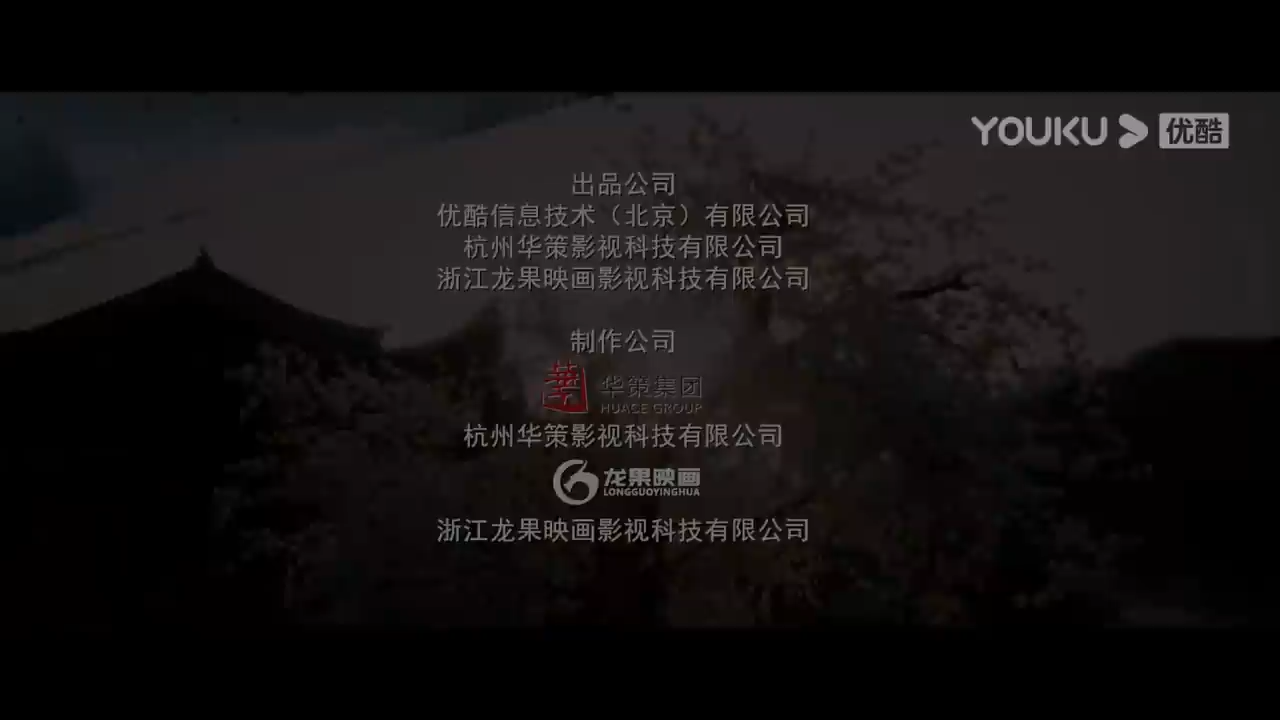 YOUKU 优酷
出品公司
优酷信息技术（北京）有限公司
杭州华策影视科技有限公司
浙江龙果映画影视科技有限公司
制作公司
華 华策集团
HUACE GROUP
杭州华策影视科技有限公司
龙果映画
LONGGUOYINGHUA
浙江龙果映画影视科技有限公司